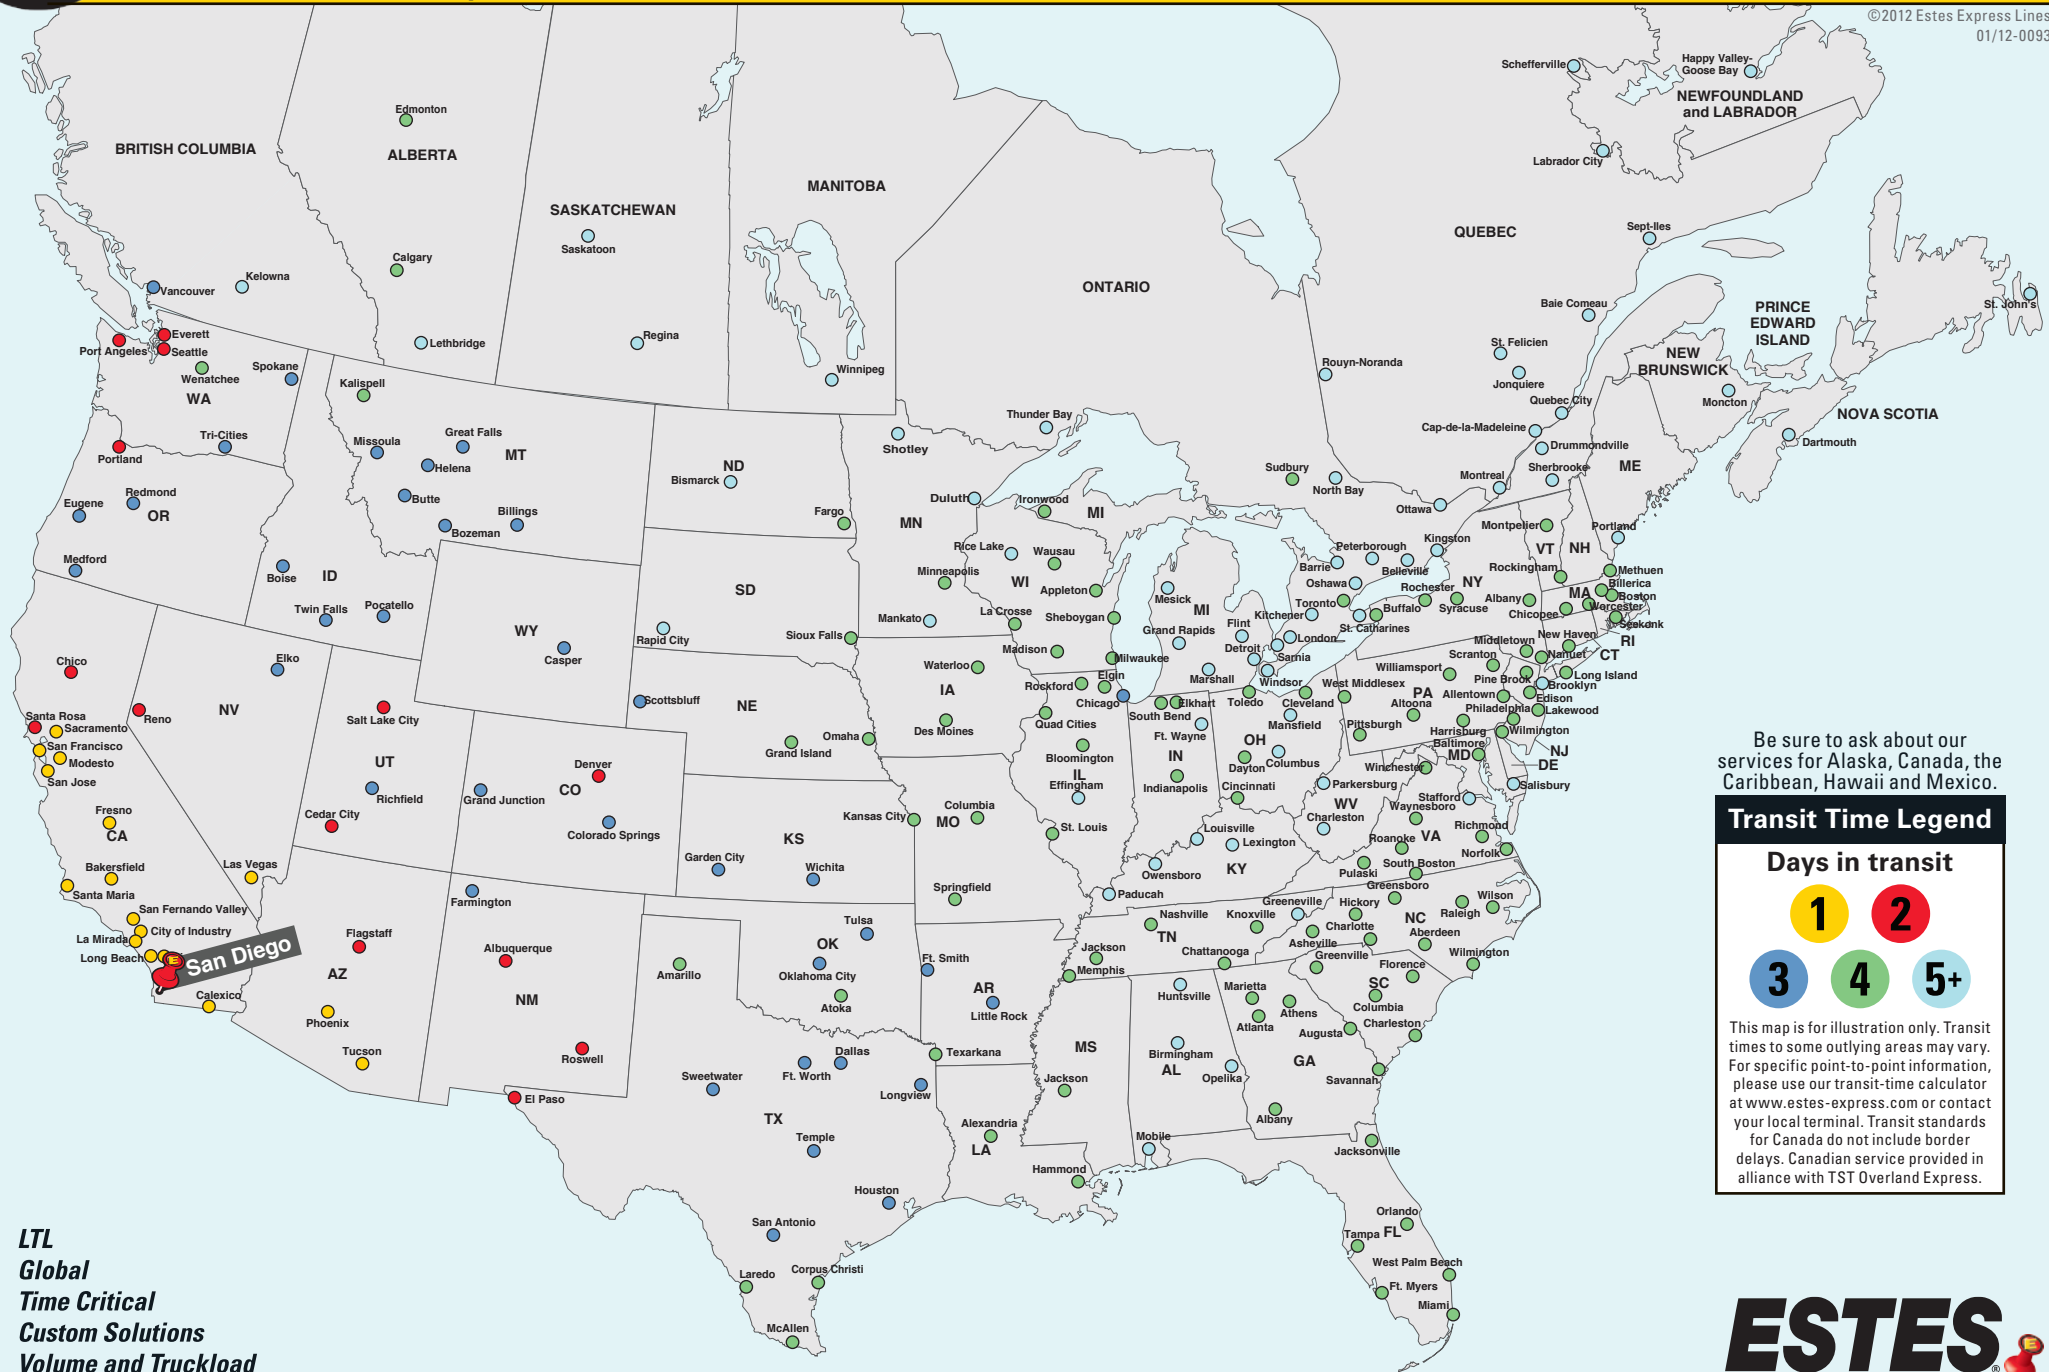 ©2012 Estes Express Lines
01/12-0093
Schefferville
Happy Valley-
Goose Bay
NEWFOUNDLAND
and LABRADOR
Labrador City
Edmonton
BRITISH COLUMBIA
ALBERTA
MANITOBA
SASKATCHEWAN
Saskatoon
QUEBEC
Sept-Iles
Calgary
Kelowna
Vancouver
ONTARIO
Baie Comeau
PRINCE
EDWARD
ISLAND
St. John's
Everett
Port Angeles
Seattle
Lethbridge
Regina
Wenatchee
Spokane
WA
Kalispell
Winnipeg
Rouyn-Noranda
St. Felicien
Jonquiere
NEW
BRUNSWICK
Moncton
Quebec City
NOVA SCOTIA
Dartmouth
Thunder Bay
Shotley
Cap-de-la-Madeleine
Drummondville
Tri-Cities
Portland
Missoula
Great Falls
MT
Helena
Butte
Bozeman
Billings
ND
Bismarck
Fargo
Duluth
MN
Ironwood
MI
Sudbury
North Bay
Montreal
Sherbrooke
ME
Ottawa
Eugene
Redmond
OR
Medford
Boise
ID
Twin Falls
Pocatello
WY
Casper
SD
Rapid City
Sioux Falls
Rice Lake
Wausau
Minneapolis
WI
Appleton
Mankato
La Crosse
Sheboygan
Madison
Milwaukee
Mesick
MI
Grand Rapids
Flint
Detroit
Marshall
Barrie
Peterborough
Belleville
Kingston
Oshawa
Toronto
Kitchener
London
Sarnia
Windsor
St. Catharines
Montpelier
VT
NH
Portland
Rockingham
Methuen
Billerica
Boston
MA
Worcester
Chicopee
Seekonk
RI
CT
NY
Rochester
Syracuse
Albany
Buffalo
Middletown
New Haven
Nanuet
Scranton
Williamsport
Pine Brook
Long Island
Brooklyn
Edison
Lakewood
Allentown
Philadelphia
Wilmington
NJ
DE
PA
West Middlesex
Altoona
Pittsburgh
Harrisburg
Baltimore
MD
Chico
Elko
Santa Rosa
Sacramento
San Francisco
Modesto
San Jose
Reno
NV
Salt Lake City
UT
Richfield
Cedar City
Scottsbluff
NE
Grand Island
Omaha
Waterloo
IA
Des Moines
Rockford
Elgin
Chicago
Quad Cities
Bloomington
IL
Effingham
South Bend
Elkhart
Ft. Wayne
IN
Indianapolis
Toledo
Cleveland
Mansfield
OH
Dayton
Columbus
Cincinnati
Denver
Grand Junction
CO
Colorado Springs
Fresno
CA
Bakersfield
Las Vegas
Santa Maria
San Fernando Valley
City of Industry
La Mirada
Long Beach
San Diego
Calexico
Kansas City
Columbia
MO
St. Louis
KS
Garden City
Wichita
Springfield
Louisville
Lexington
KY
Owensboro
Paducah
Parkersburg
WV
Charleston
Winchester
Stafford
Salisbury
Waynesboro
Roanoke
VA
Richmond
Norfolk
South Boston
Pulaski
Farmington
Flagstaff
AZ
Phoenix
Tucson
Albuquerque
NM
Roswell
El Paso
Amarillo
Tulsa
OK
Oklahoma City
Atoka
Ft. Smith
AR
Little Rock
Texarkana
Nashville
TN
Knoxville
Greeneville
Jackson
Memphis
Chattanooga
Greensboro
Hickory
Wilson
NC
Raleigh
Charlotte
Asheville
Aberdeen
Wilmington
Greenville
Florence
SC
Columbia
Charleston
Huntsville
Marietta
Athens
Atlanta
Augusta
GA
Savannah
Birmingham
AL
Opelika
MS
Jackson
Albany
Mobile
Dallas
Ft. Worth
Sweetwater
Longview
TX
Temple
Alexandria
LA
Hammond
Houston
San Antonio
Laredo
Corpus Christi
McAllen
Jacksonville
Orlando
FL
Tampa
West Palm Beach
Ft. Myers
Miami
Be sure to ask about our
services for Alaska, Canada, the
Caribbean, Hawaii and Mexico.
Transit Time Legend
Days in transit
1 2
3 4 5+
This map is for illustration only. Transit
times to some outlying areas may vary.
For specific point-to-point information,
please use our transit-time calculator
at www.estes-express.com or contact
your local terminal. Transit standards
for Canada do not include border
delays. Canadian service provided in
alliance with TST Overland Express.
LTL
Global
Time Critical
Custom Solutions
Volume and Truckload
ESTES®